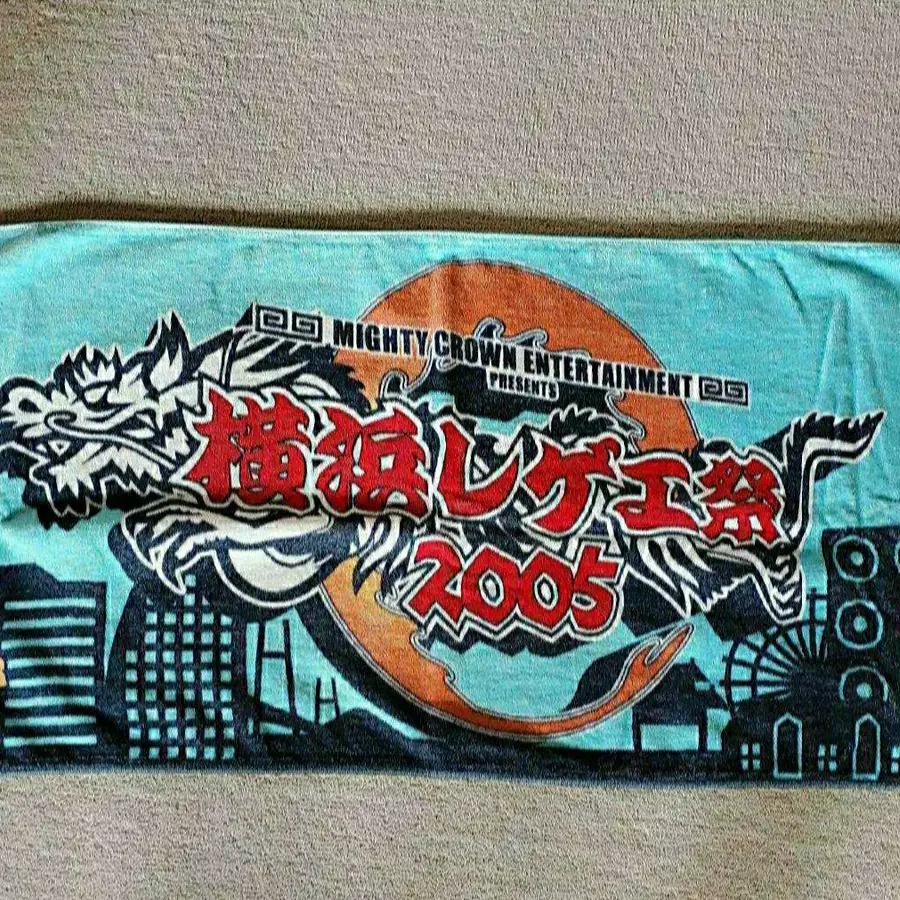 MIGHTY CROWN ENTERTAINMENT
PRESENTS
横浜レゲエ祭
2005